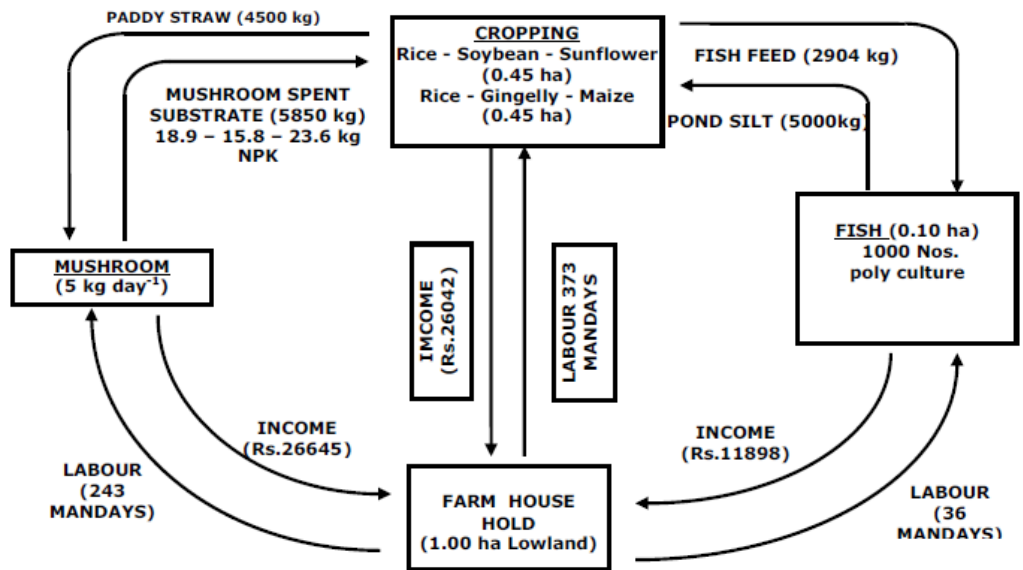 PADDY STRAW (4500 kg)
CROPPING
Rice - Soybean - Sunflower
(0.45 ha)
Rice - Gingelly - Maize
(0.45 ha)
FISH FEED (2904 kg)
MUSHROOM SPENT
SUBSTRATE (5850 kg)
18.9 – 15.8 – 23.6 kg
NPK
POND SILT (5000kg)
MUSHROOM
(5 kg day⁻¹)
FISH (0.10 ha)
1000 Nos.
poly culture
IMCOME
(Rs.26042)
LABOUR 373
MANDAYS
INCOME
(Rs.26645)
INCOME
(Rs.11898)
LABOUR
(243
MANDAYS)
FARM HOUSE
HOLD
(1.00 ha Lowland)
LABOUR
(36
MANDAYS)